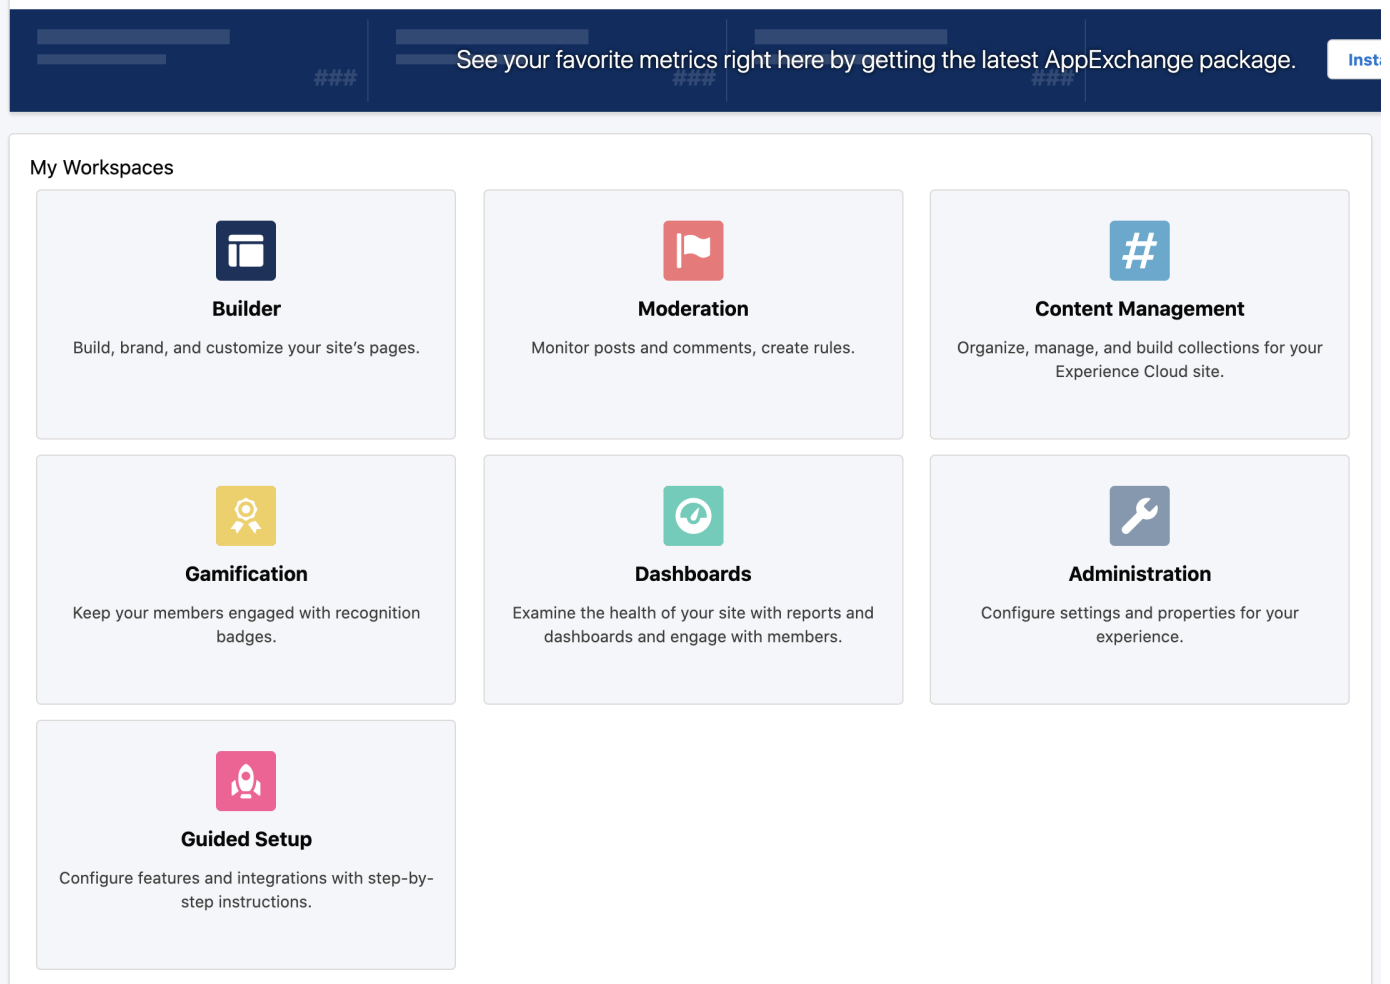 See your favorite metrics right here by getting the latest AppExchange package.
###
###
###
My Workspaces
Builder
Build, brand, and customize your site’s pages.
Moderation
Monitor posts and comments, create rules.
#
Content Management
Organize, manage, and build collections for your
Experience Cloud site.
Gamification
Keep your members engaged with recognition
badges.
Dashboards
Examine the health of your site with reports and
dashboards and engage with members.
Administration
Configure settings and properties for your
experience.
Guided Setup
Configure features and integrations with step-by-
step instructions.